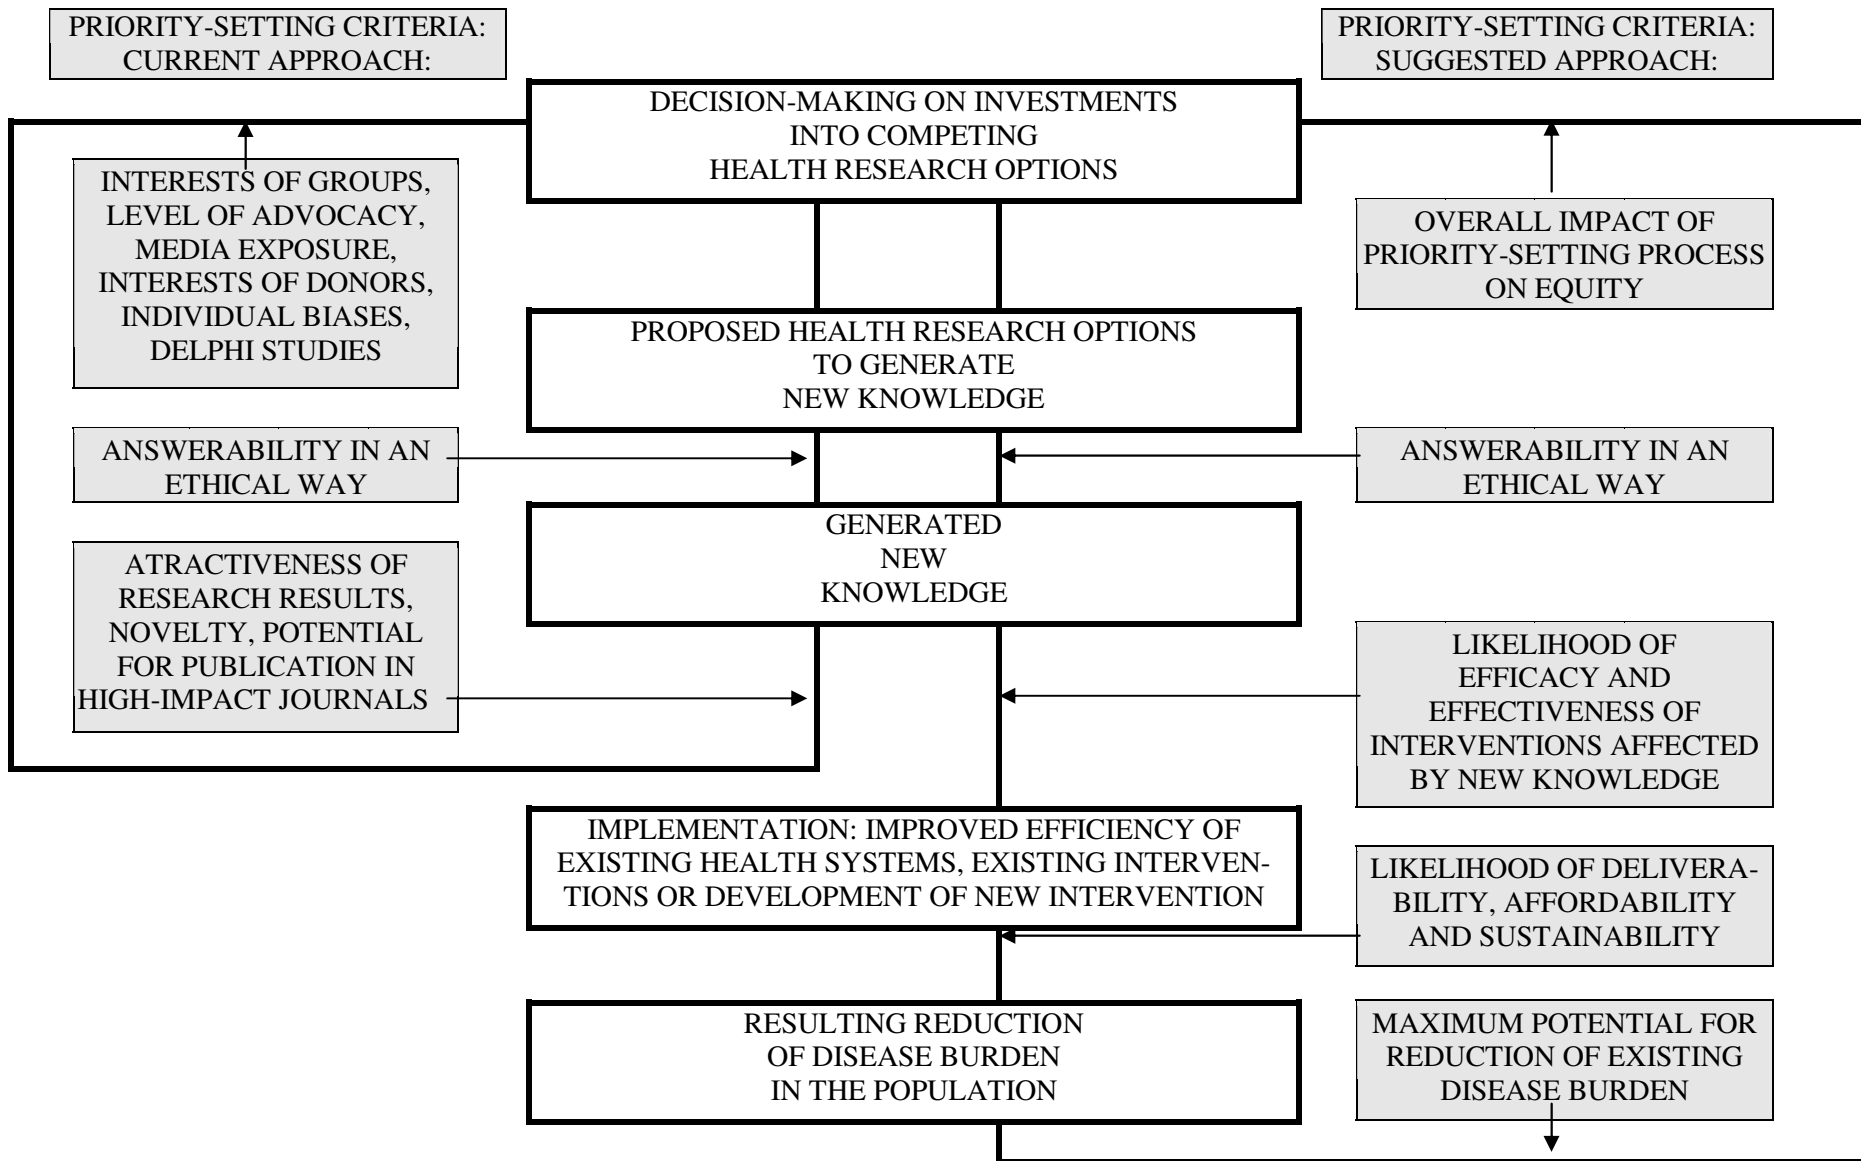 PRIORITY-SETTING CRITERIA:
CURRENT APPROACH:
PRIORITY-SETTING CRITERIA:
SUGGESTED APPROACH:
DECISION-MAKING ON INVESTMENTS
INTO COMPETING
HEALTH RESEARCH OPTIONS
INTERESTS OF GROUPS,
LEVEL OF ADVOCACY,
MEDIA EXPOSURE,
INTERESTS OF DONORS,
INDIVIDUAL BIASES,
DELPHI STUDIES
OVERALL IMPACT OF
PRIORITY-SETTING PROCESS
ON EQUITY
PROPOSED HEALTH RESEARCH OPTIONS
TO GENERATE
NEW KNOWLEDGE
ANSWERABILITY IN AN
ETHICAL WAY
ANSWERABILITY IN AN
ETHICAL WAY
GENERATED
NEW
KNOWLEDGE
ATRACTIVENESS OF
RESEARCH RESULTS,
NOVELTY, POTENTIAL
FOR PUBLICATION IN
HIGH-IMPACT JOURNALS
LIKELIHOOD OF
EFFICACY AND
EFFECTIVENESS OF
INTERVENTIONS AFFECTED
BY NEW KNOWLEDGE
IMPLEMENTATION: IMPROVED EFFICIENCY OF
EXISTING HEALTH SYSTEMS, EXISTING INTERVEN-
TIONS OR DEVELOPMENT OF NEW INTERVENTION
LIKELIHOOD OF DELIVERA-
BILITY, AFFORDABILITY
AND SUSTAINABILITY
RESULTING REDUCTION
OF DISEASE BURDEN
IN THE POPULATION
MAXIMUM POTENTIAL FOR
REDUCTION OF EXISTING
DISEASE BURDEN